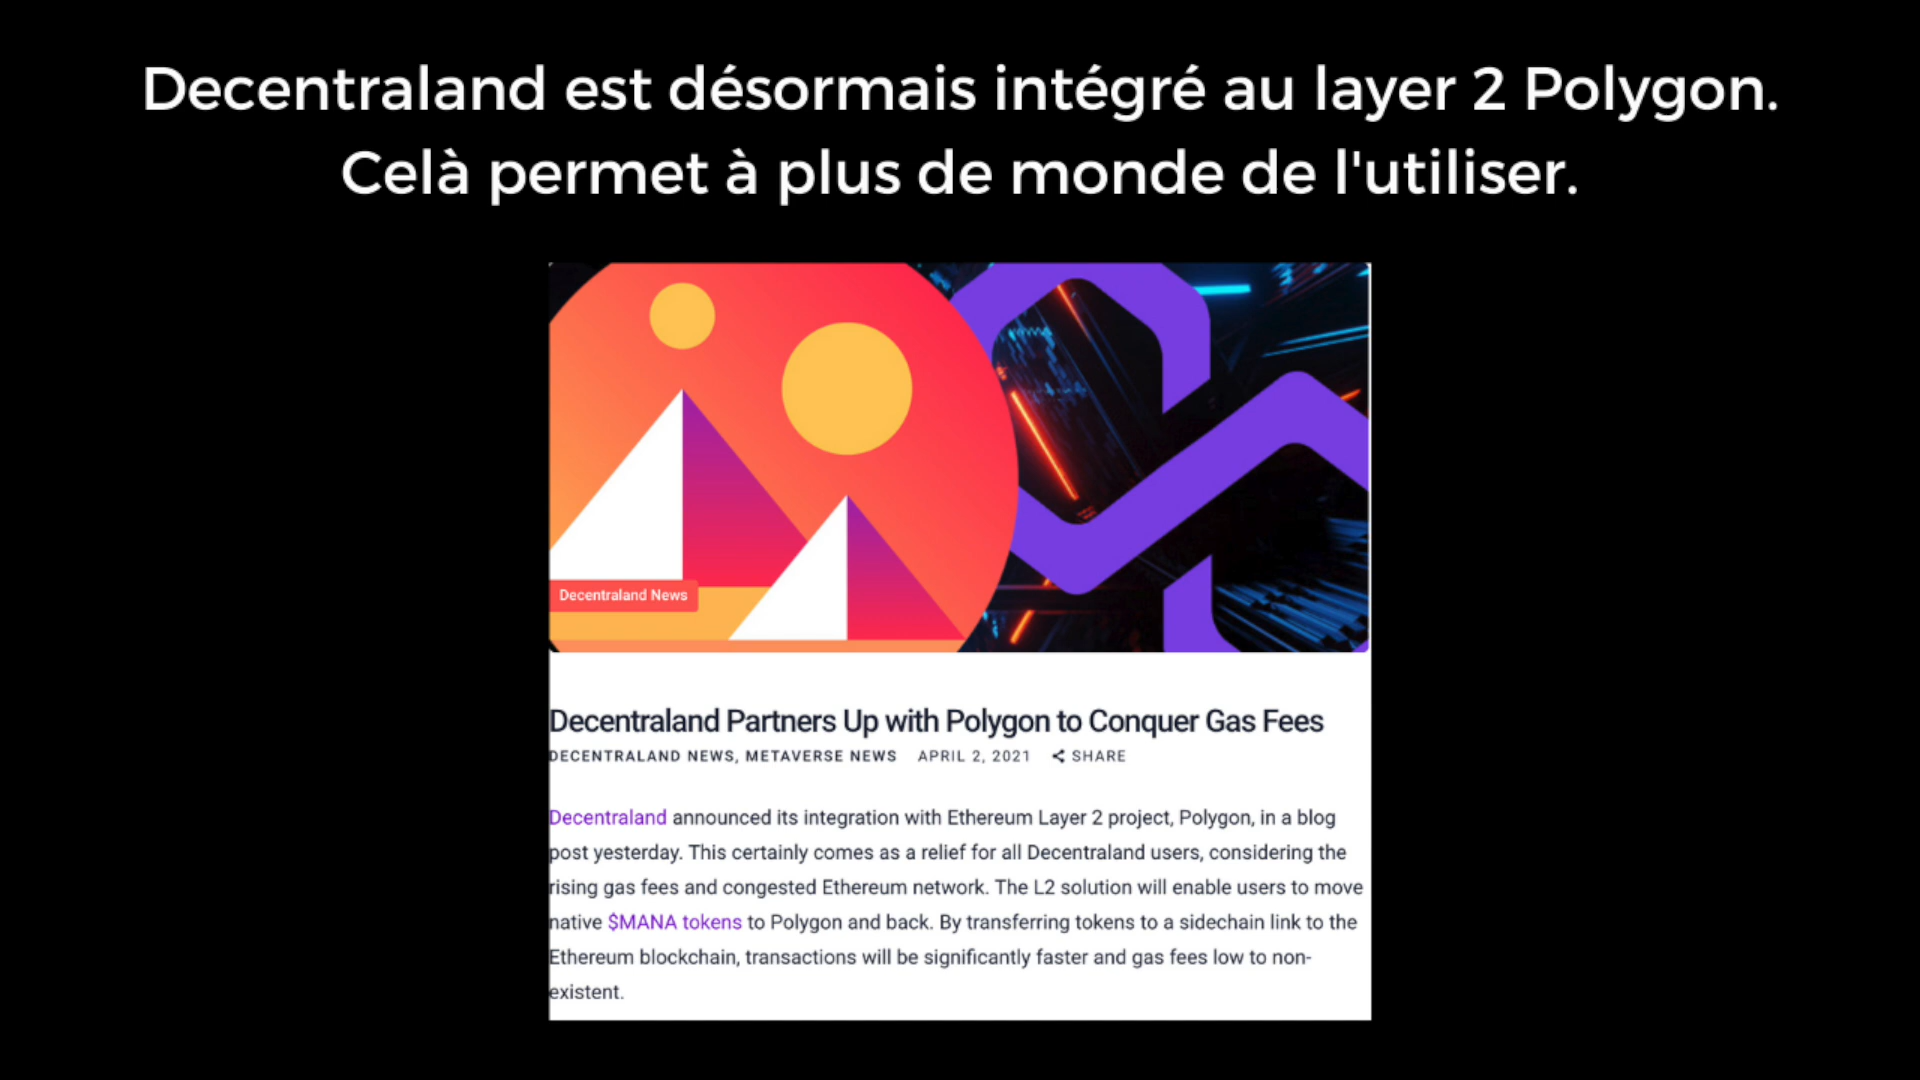 Decentraland est désormais intégré au layer 2 Polygon.
Celà permet à plus de monde de l'utiliser.
Decentraland News
Decentraland Partners Up with Polygon to Conquer Gas Fees
DECENTRALAND NEWS, METAVERSE NEWS APRIL 2, 2021 SHARE
Decentraland announced its integration with Ethereum Layer 2 project, Polygon, in a blog
post yesterday. This certainly comes as a relief for all Decentraland users, considering the
rising gas fees and congested Ethereum network. The L2 solution will enable users to move
native $MANA tokens to Polygon and back. By transferring tokens to a sidechain link to the
Ethereum blockchain, transactions will be significantly faster and gas fees low to non-
existent.